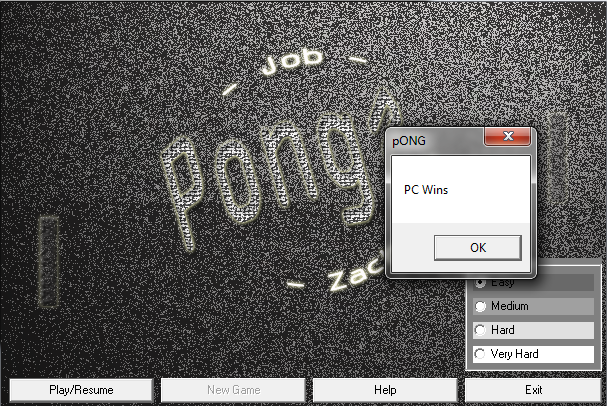 - Job -
Pong
pONG
PC Wins
OK
- Zac
Easy
Medium
Hard
Very Hard
Play/Resume
New Game
Help
Exit